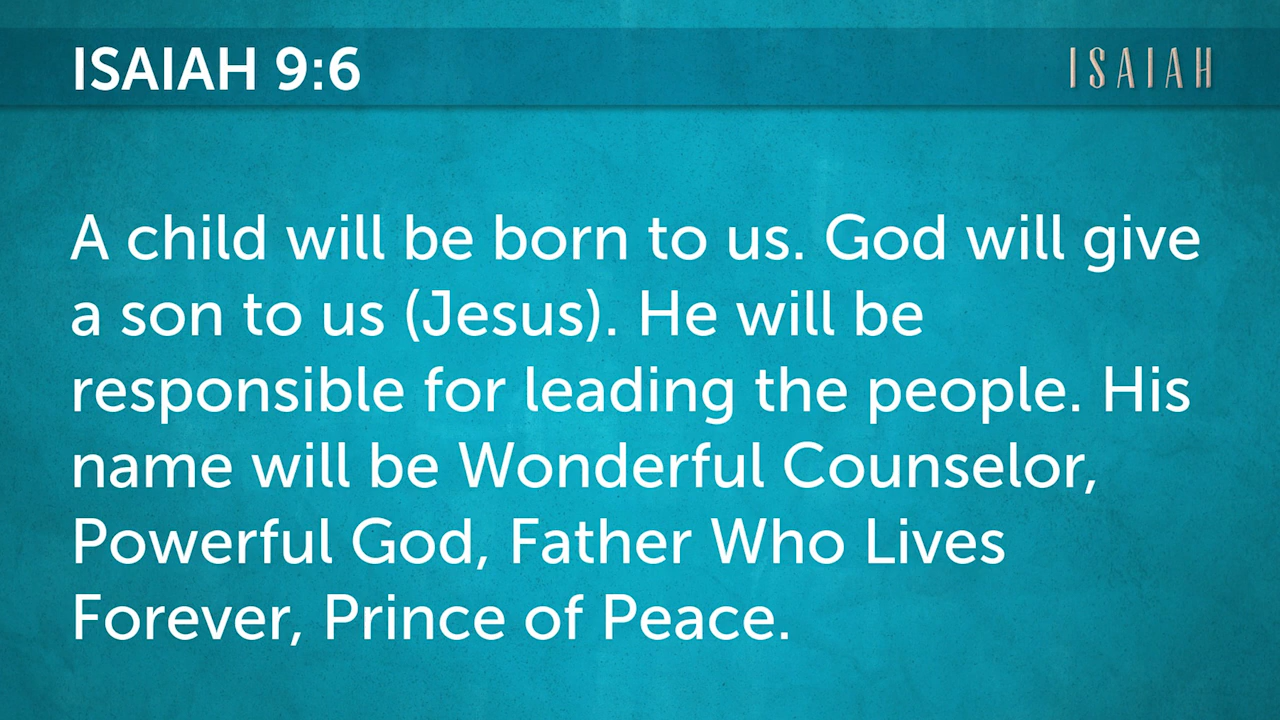 ISAIAH 9:6
ISAIAH
A child will be born to us. God will give
a son to us (Jesus). He will be
responsible for leading the people. His
name will be Wonderful Counselor,
Powerful God, Father Who Lives
Forever, Prince of Peace.